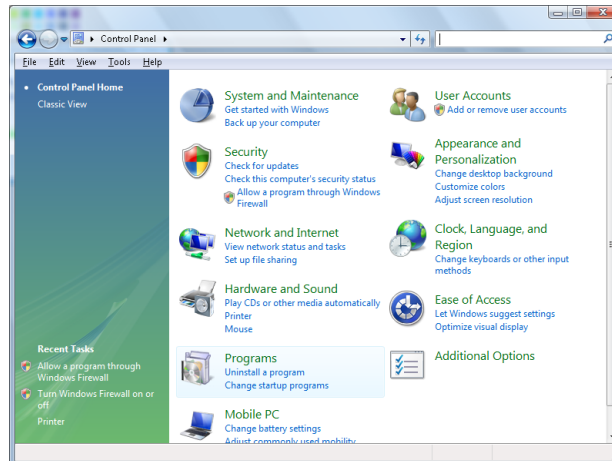 Control Panel
File Edit View Tools Help
Control Panel Home
Classic View
System and Maintenance
Get started with Windows
Back up your computer
Security
Check for updates
Check this computer's security status
Allow a program through Windows
Firewall
Network and Internet
View network status and tasks
Set up file sharing
Hardware and Sound
Play CDs or other media automatically
Printer
Mouse
Programs
Uninstall a program
Change startup programs
Mobile PC
Change battery settings
Adjust commonly used mobility
User Accounts
Add or remove user accounts
Appearance and
Personalization
Change desktop background
Customize colors
Adjust screen resolution
Clock, Language, and
Region
Change keyboards or other input
methods
Ease of Access
Let Windows suggest settings
Optimize visual display
Additional Options
Recent Tasks
Allow a program through
Windows Firewall
Turn Windows Firewall on or
off
Printer